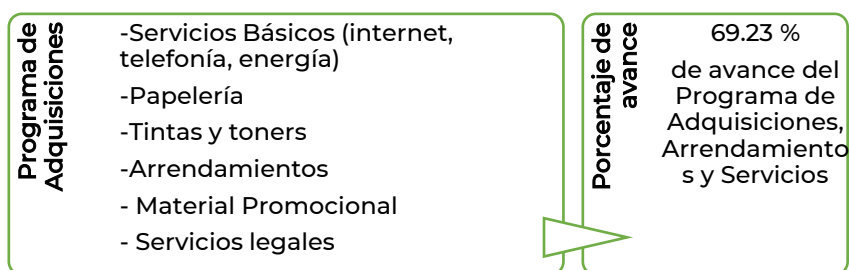 Programa de
Adquisiciones
-Servicios Básicos (internet,
telefonía, energía)
-Papelería
-Tintas y toners
-Arrendamientos
- Material Promocional
- Servicios legales
Porcentaje de
avance
69.23 %
de avance del
Programa de
Adquisiciones,
Arrendamiento
s y Servicios